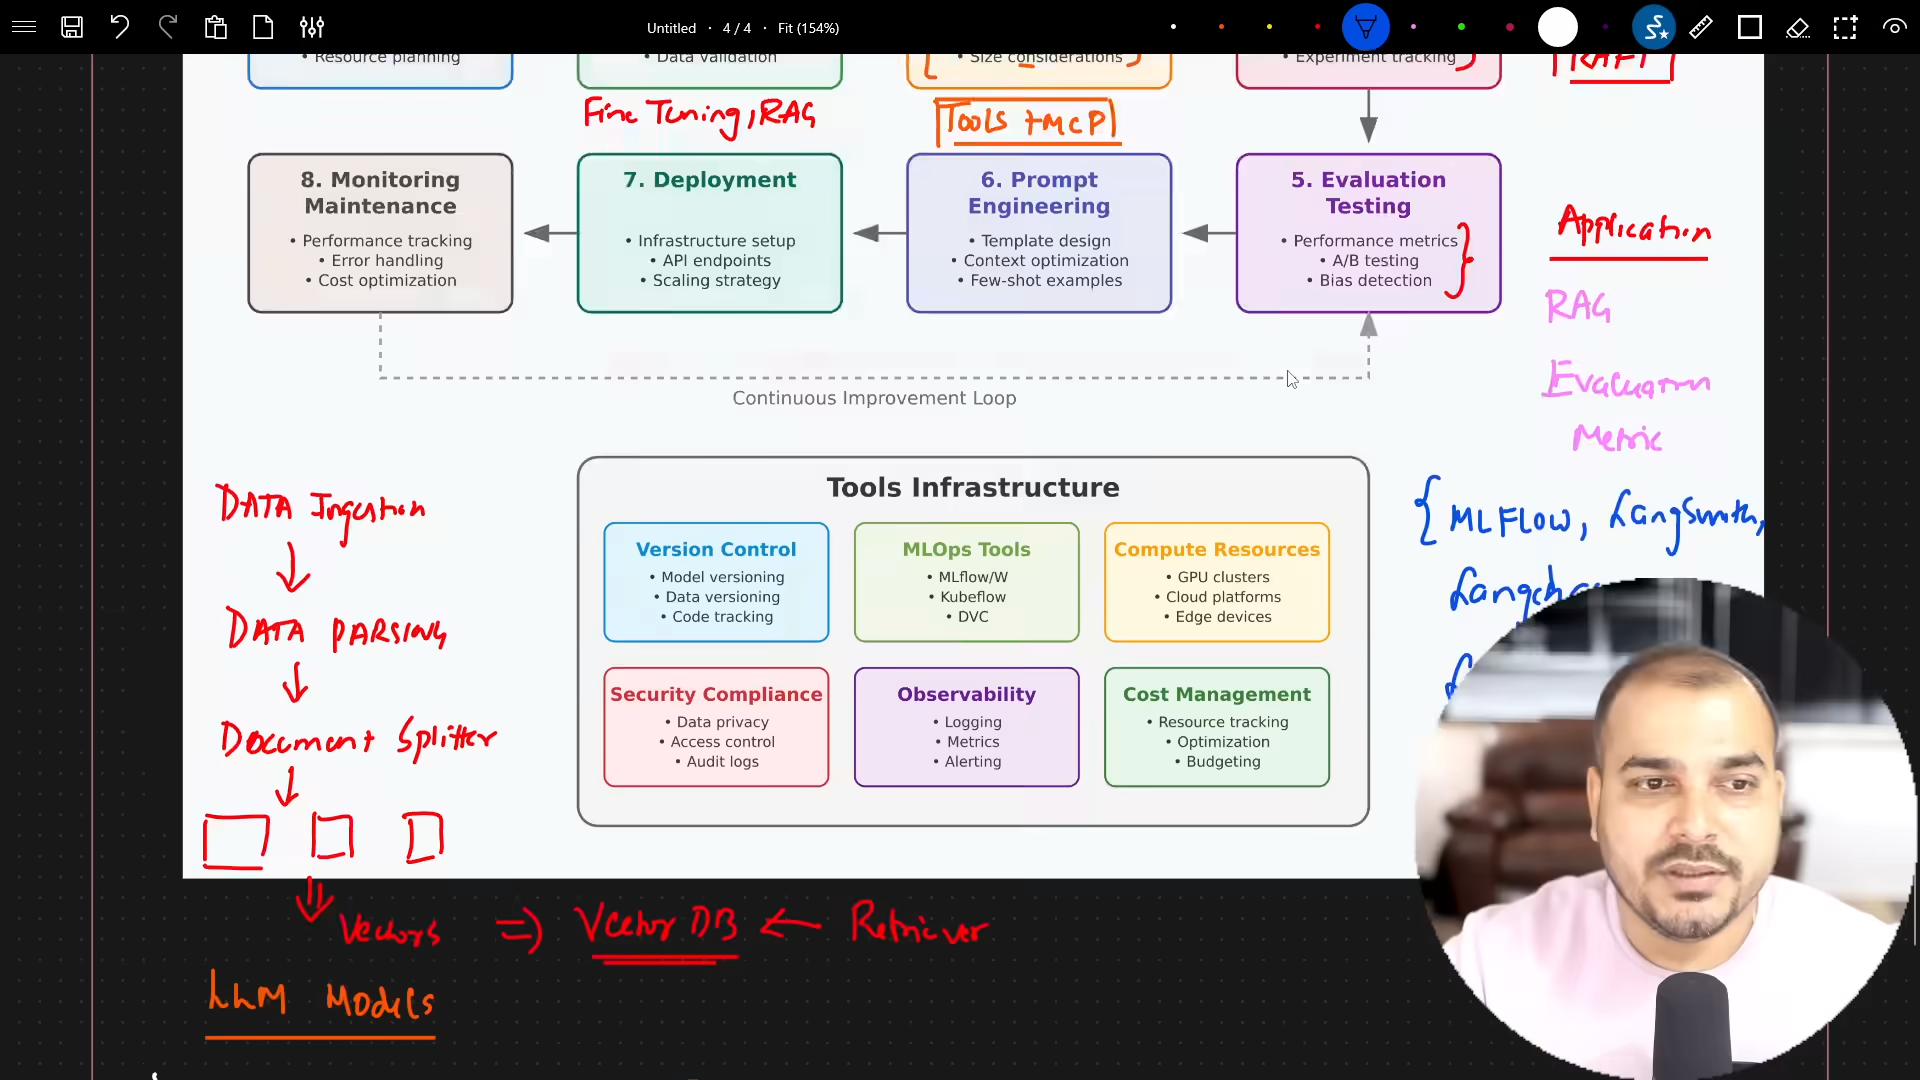 Untitled · 4 / 4 · Fit (154%)
• Resource planning
• Data validation
• Size considerations
• Experiment tracking
RAFT
Fine Tuning, RAG
Tools + MCP
8. Monitoring
Maintenance
• Performance tracking
• Error handling
• Cost optimization
7. Deployment
• Infrastructure setup
• API endpoints
• Scaling strategy
6. Prompt
Engineering
• Template design
• Context optimization
• Few-shot examples
5. Evaluation
Testing
• Performance metrics
• A/B testing
• Bias detection
Application
RAG
Evaluation
Metric
Continuous Improvement Loop
DATA Ingestion
DATA PARSING
Document Splitter
Tools Infrastructure
Version Control
• Model versioning
• Data versioning
• Code tracking
MLOps Tools
• MLflow/W
• Kubeflow
• DVC
Compute Resources
• GPU clusters
• Cloud platforms
• Edge devices
Security Compliance
• Data privacy
• Access control
• Audit logs
Observability
• Logging
• Metrics
• Alerting
Cost Management
• Resource tracking
• Optimization
• Budgeting
{ MLFLOW, Langsmith,
Vectors => Vector DB ← Retriever
LLM Models